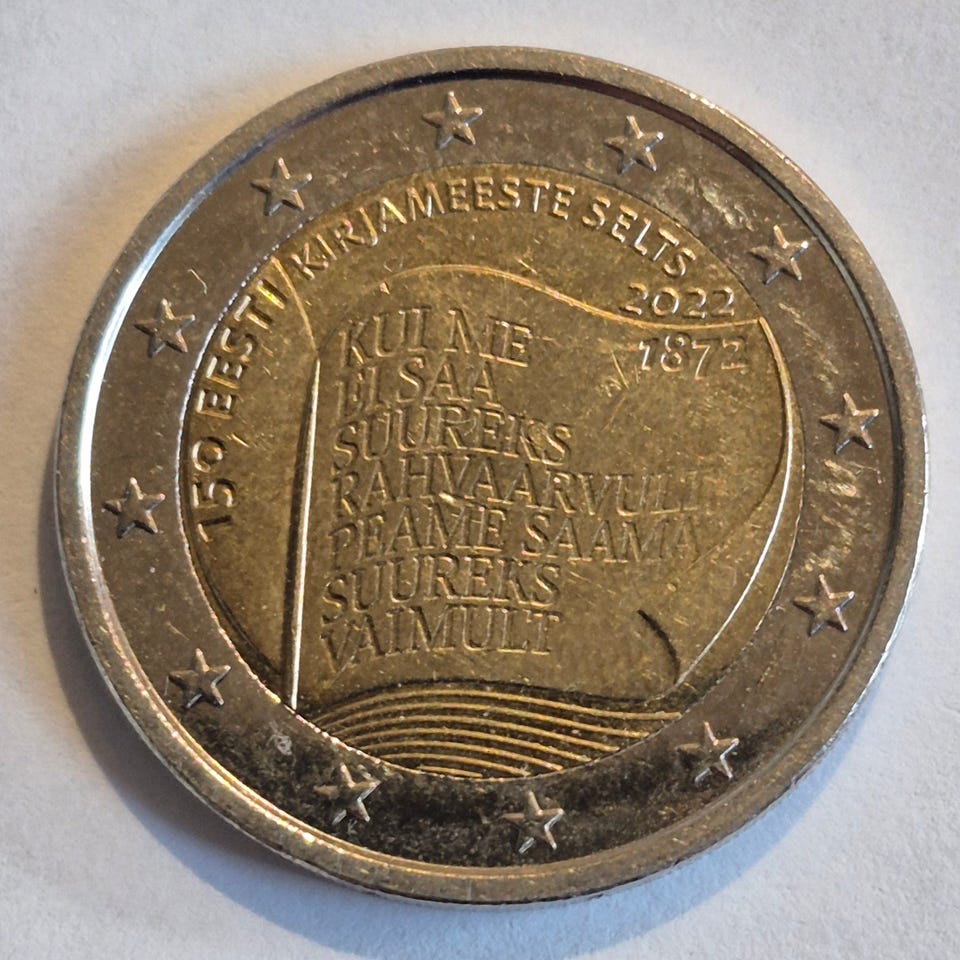 150 EESTI KIRJAMEESTE SELTS
2022
1872
KUI ME
EI SAA
SUUREKS
RAHVAARVULT
PEAME SAAMA
SUUREKS
VAIMULT